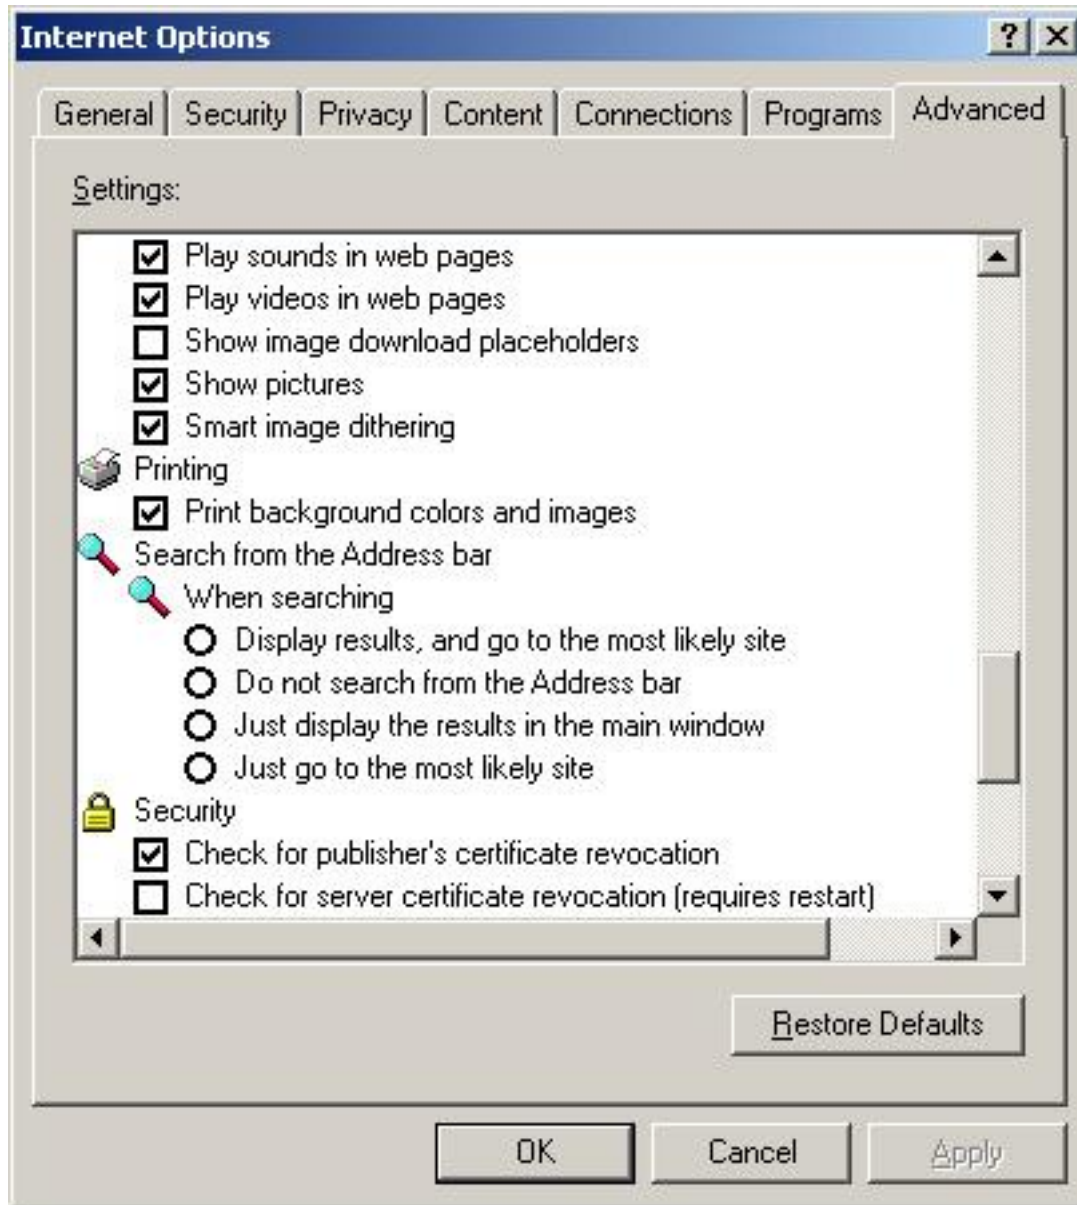 Internet Options
General Security Privacy Content Connections Programs Advanced
Settings:
Play sounds in web pages
Play videos in web pages
Show image download placeholders
Show pictures
Smart image dithering
Printing
Print background colors and images
Search from the Address bar
When searching
Display results, and go to the most likely site
Do not search from the Address bar
Just display the results in the main window
Just go to the most likely site
Security
Check for publisher's certificate revocation
Check for server certificate revocation (requires restart)
Restore Defaults
OK Cancel Apply